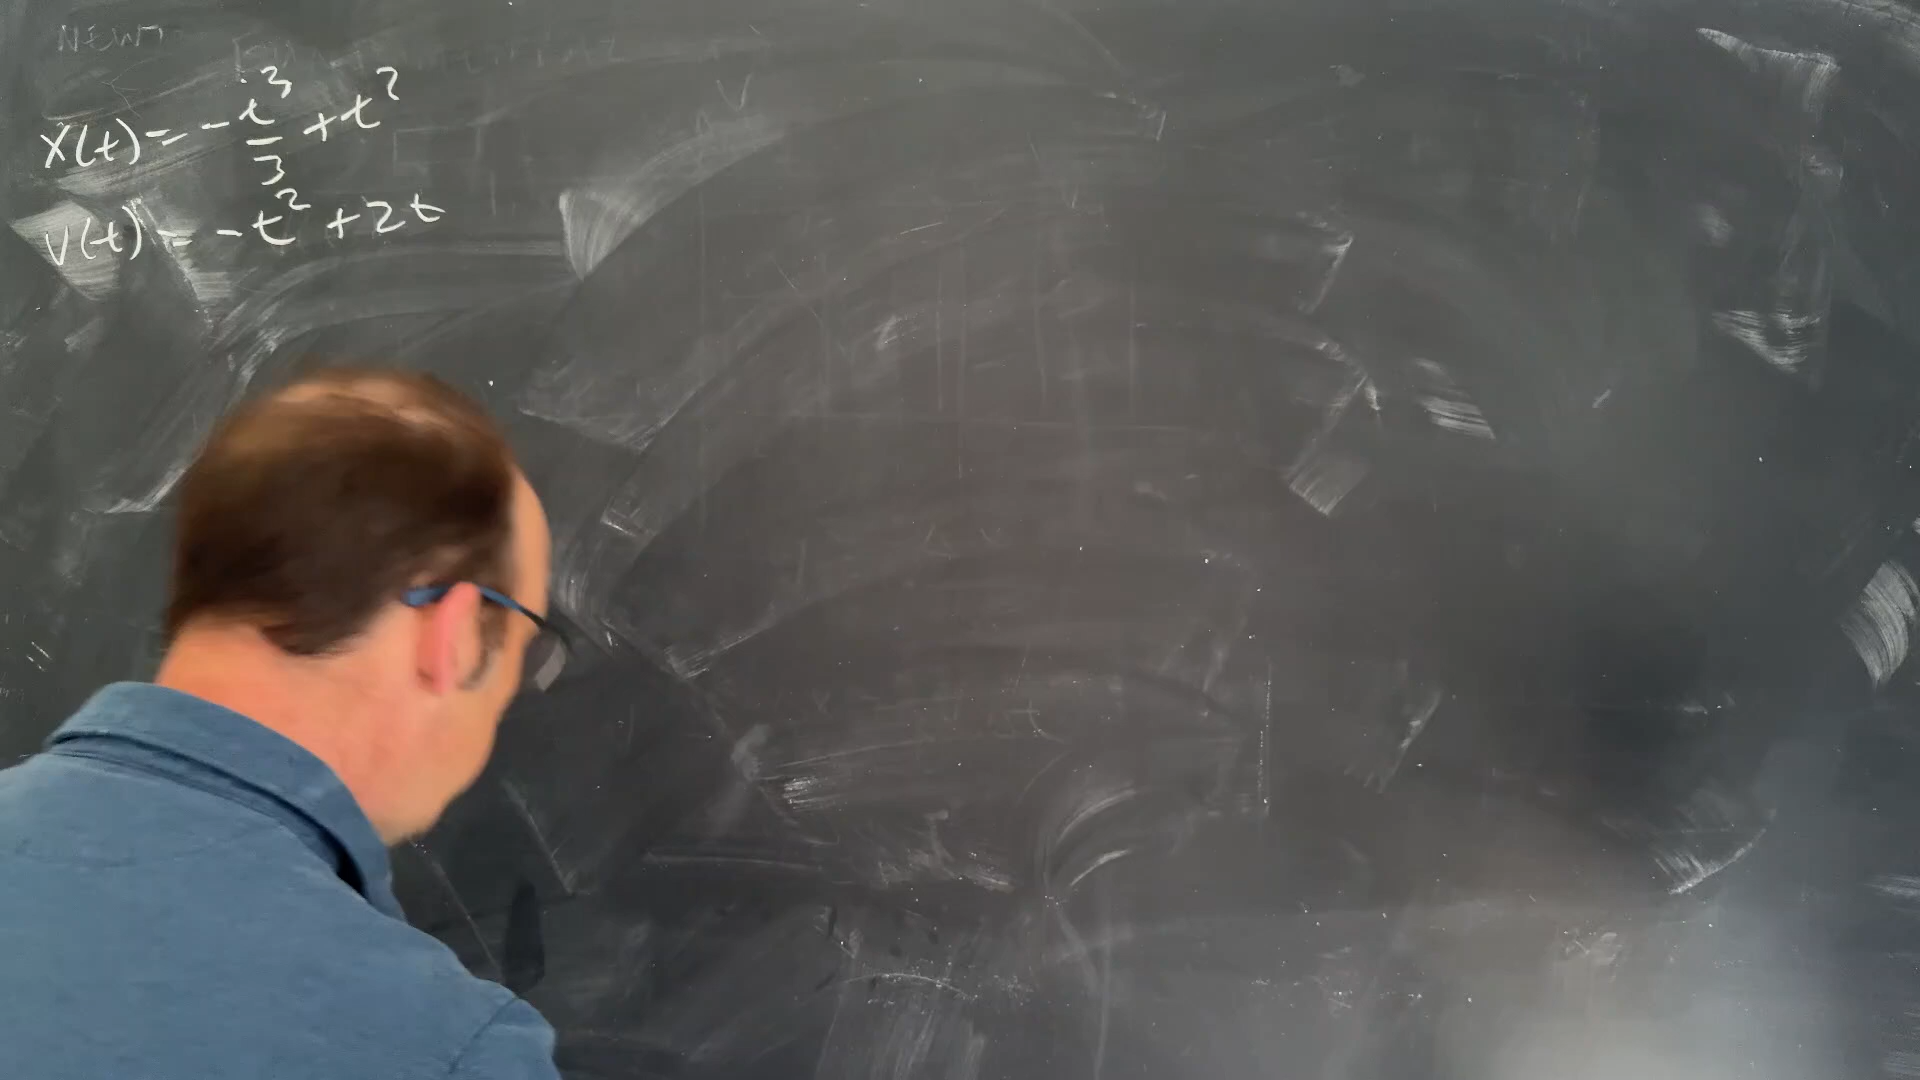 x(t) = -t³/3 + t²
v(t) = -t² + 2t